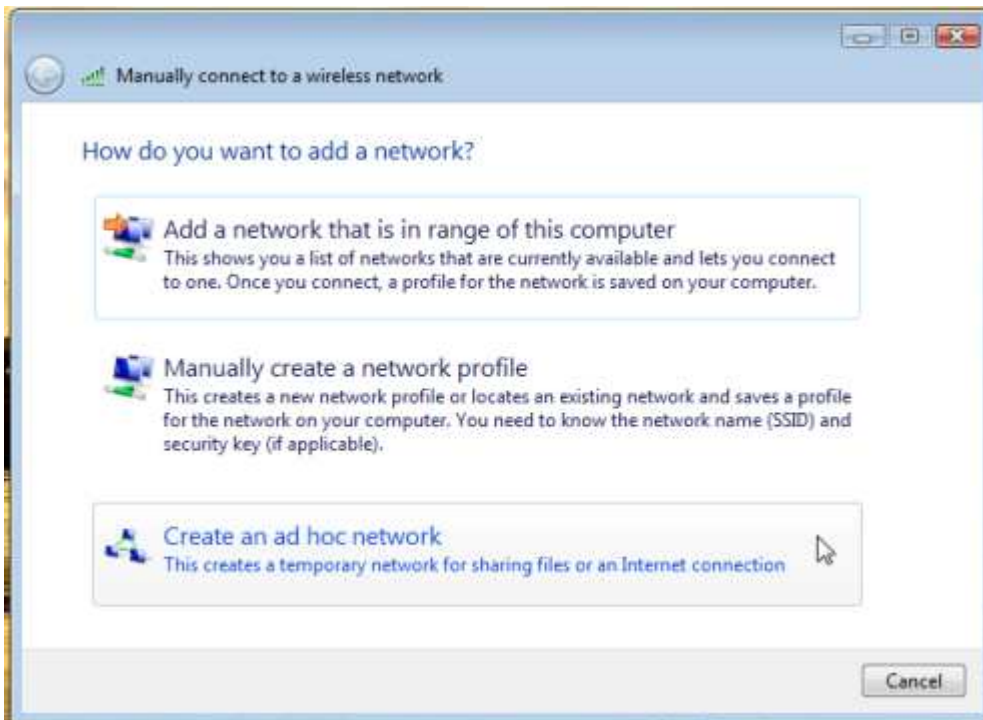 Manually connect to a wireless network
How do you want to add a network?
Add a network that is in range of this computer
This shows you a list of networks that are currently available and lets you connect
to one. Once you connect, a profile for the network is saved on your computer.
Manually create a network profile
This creates a new network profile or locates an existing network and saves a profile
for the network on your computer. You need to know the network name (SSID) and
security key (if applicable).
Create an ad hoc network
This creates a temporary network for sharing files or an Internet connection
Cancel